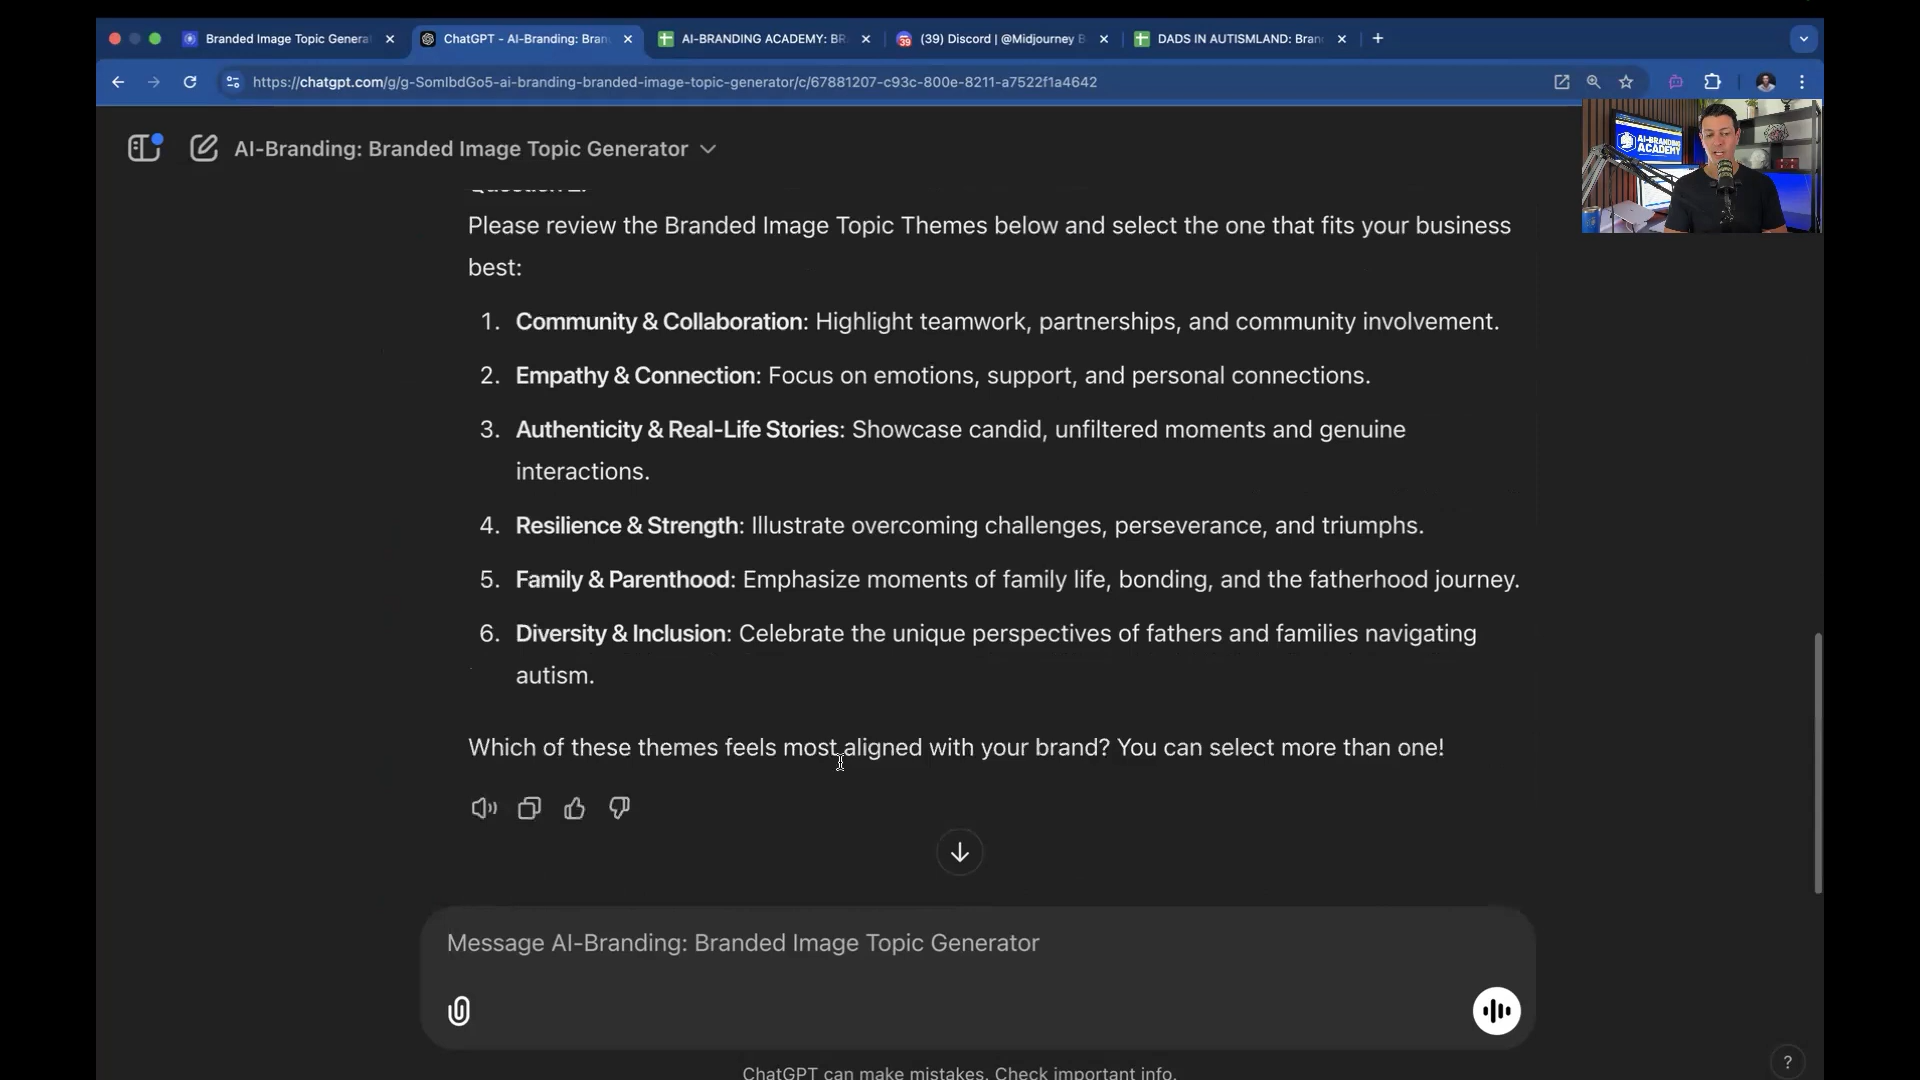 Branded Image Topic Genera
ChatGPT - AI-Branding: Bran
AI-BRANDING ACADEMY: BR
(39) Discord | @Midjourney B
DADS IN AUTISMLAND: Bran
https://chatgpt.com/g/g-SomIbdGo5-ai-branding-branded-image-topic-generator/c/67881207-c93c-800e-8211-a7522f1a4642
AI-BRANDING
ACADEMY
AI-Branding: Branded Image Topic Generator
Question 2:
Please review the Branded Image Topic Themes below and select the one that fits your business
best:
1. Community & Collaboration: Highlight teamwork, partnerships, and community involvement.
2. Empathy & Connection: Focus on emotions, support, and personal connections.
3. Authenticity & Real-Life Stories: Showcase candid, unfiltered moments and genuine
interactions.
4. Resilience & Strength: Illustrate overcoming challenges, perseverance, and triumphs.
5. Family & Parenthood: Emphasize moments of family life, bonding, and the fatherhood journey.
6. Diversity & Inclusion: Celebrate the unique perspectives of fathers and families navigating
autism.
Which of these themes feels most aligned with your brand? You can select more than one!
Message AI-Branding: Branded Image Topic Generator
ChatGPT can make mistakes. Check important info.
?